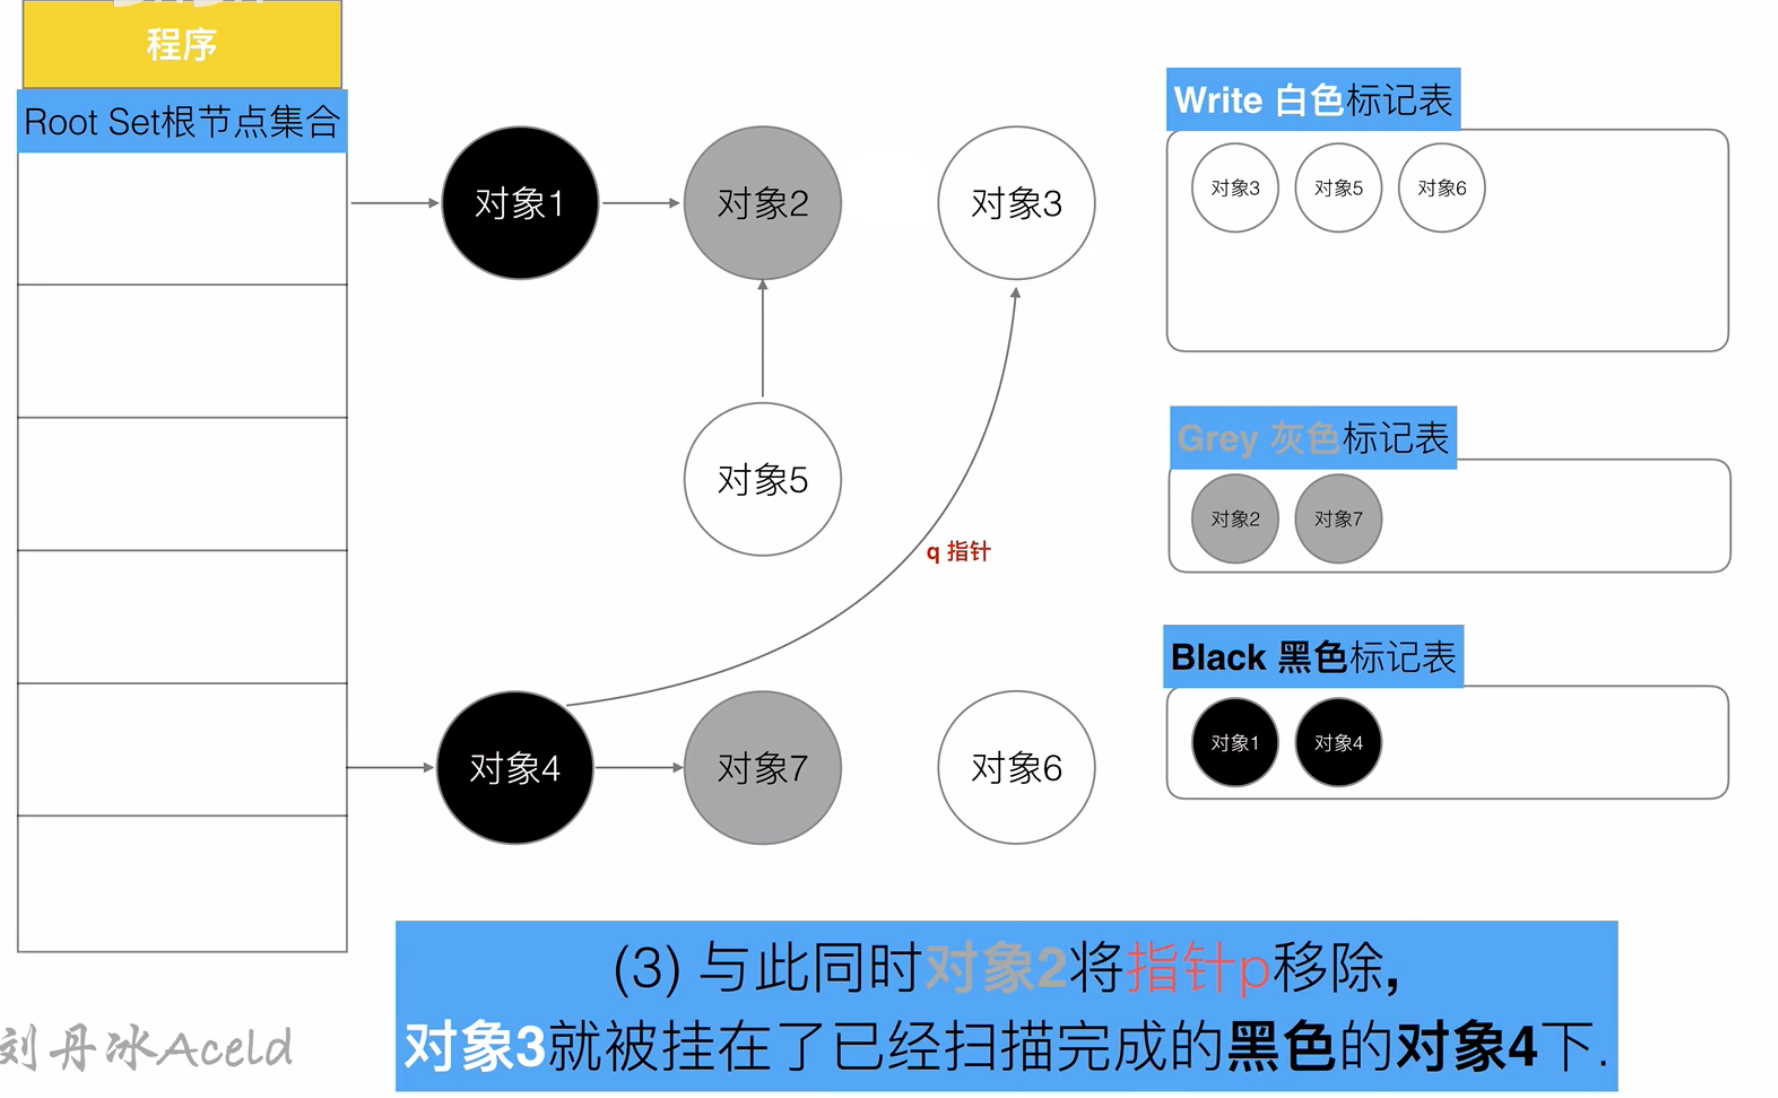 程序
Root Set根节点集合
对象1
对象2
对象3
对象5
q 指针
对象4
对象7
对象6
Write 白色标记表
对象3
对象5
对象6
Grey 灰色标记表
对象2
对象7
Black 黑色标记表
对象1
对象4
(3) 与此同时对象2将指针p移除,
对象3就被挂在了已经扫描完成的黑色的对象4下.
刘丹冰Aceld